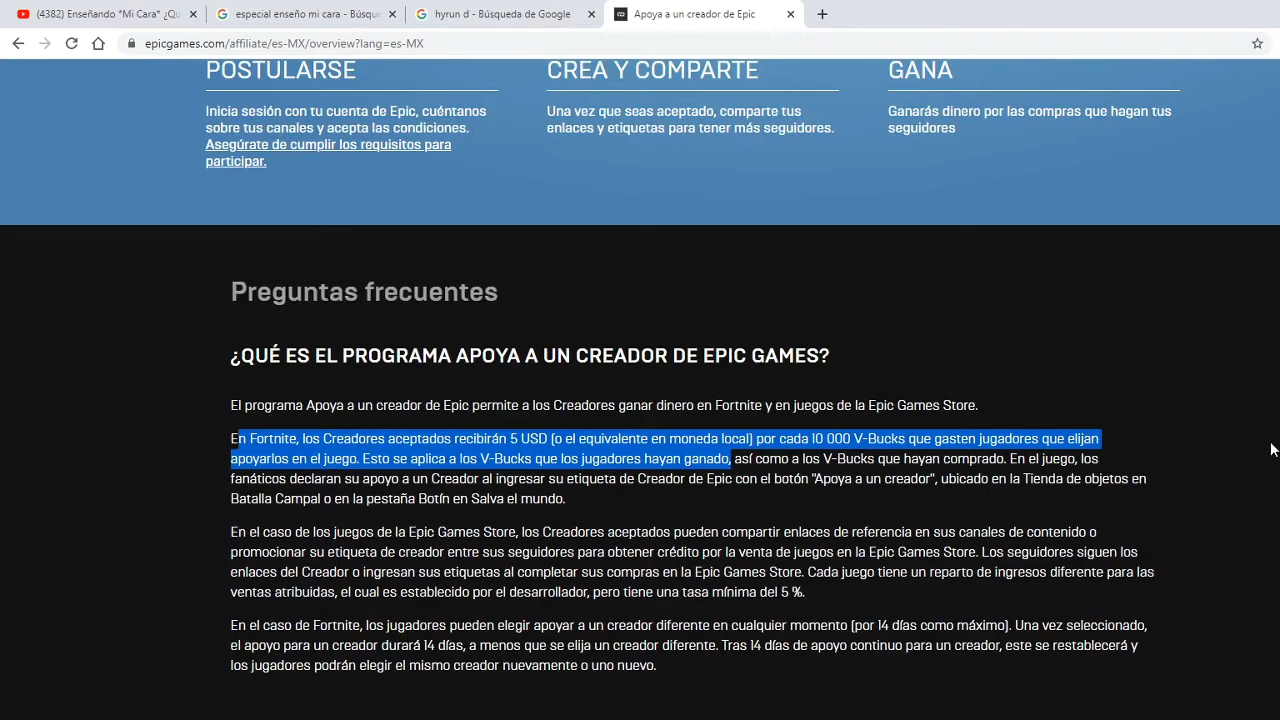 (4382) Enseñando *Mi Cara* ¿Qu
especial enseño mi cara - Búsqu
hyrun d - Búsqueda de Google
Apoya a un creador de Epic
epicgames.com/affiliate/es-MX/overview?lang=es-MX
POSTULARSE
Inicia sesión con tu cuenta de Epic, cuéntanos
sobre tus canales y acepta las condiciones.
Asegúrate de cumplir los requisitos para
participar.
CREA Y COMPARTE
Una vez que seas aceptado, comparte tus
enlaces y etiquetas para tener más seguidores.
GANA
Ganarás dinero por las compras que hagan tus
seguidores
Preguntas frecuentes
¿QUÉ ES EL PROGRAMA APOYA A UN CREADOR DE EPIC GAMES?
El programa Apoya a un creador de Epic permite a los Creadores ganar dinero en Fortnite y en juegos de la Epic Games Store.
En Fortnite, los Creadores aceptados recibirán 5 USD (o el equivalente en moneda local) por cada 10 000 V-Bucks que gasten jugadores que elijan
apoyarlos en el juego. Esto se aplica a los V-Bucks que los jugadores hayan ganado, así como a los V-Bucks que hayan comprado. En el juego, los
fanáticos declaran su apoyo a un Creador al ingresar su etiqueta de Creador de Epic con el botón "Apoya a un creador", ubicado en la Tienda de objetos en
Batalla Campal o en la pestaña Botín en Salva el mundo.
En el caso de los juegos de la Epic Games Store, los Creadores aceptados pueden compartir enlaces de referencia en sus canales de contenido o
promocionar su etiqueta de creador entre sus seguidores para obtener crédito por la venta de juegos en la Epic Games Store. Los seguidores siguen los
enlaces del Creador o ingresan sus etiquetas al completar sus compras en la Epic Games Store. Cada juego tiene un reparto de ingresos diferente para las
ventas atribuidas, el cual es establecido por el desarrollador, pero tiene una tasa mínima del 5 %.
En el caso de Fortnite, los jugadores pueden elegir apoyar a un creador diferente en cualquier momento (por 14 días como máximo). Una vez seleccionado,
el apoyo para un creador durará 14 días, a menos que se elija un creador diferente. Tras 14 días de apoyo continuo para un creador, este se restablecerá y
los jugadores podrán elegir el mismo creador nuevamente o uno nuevo.